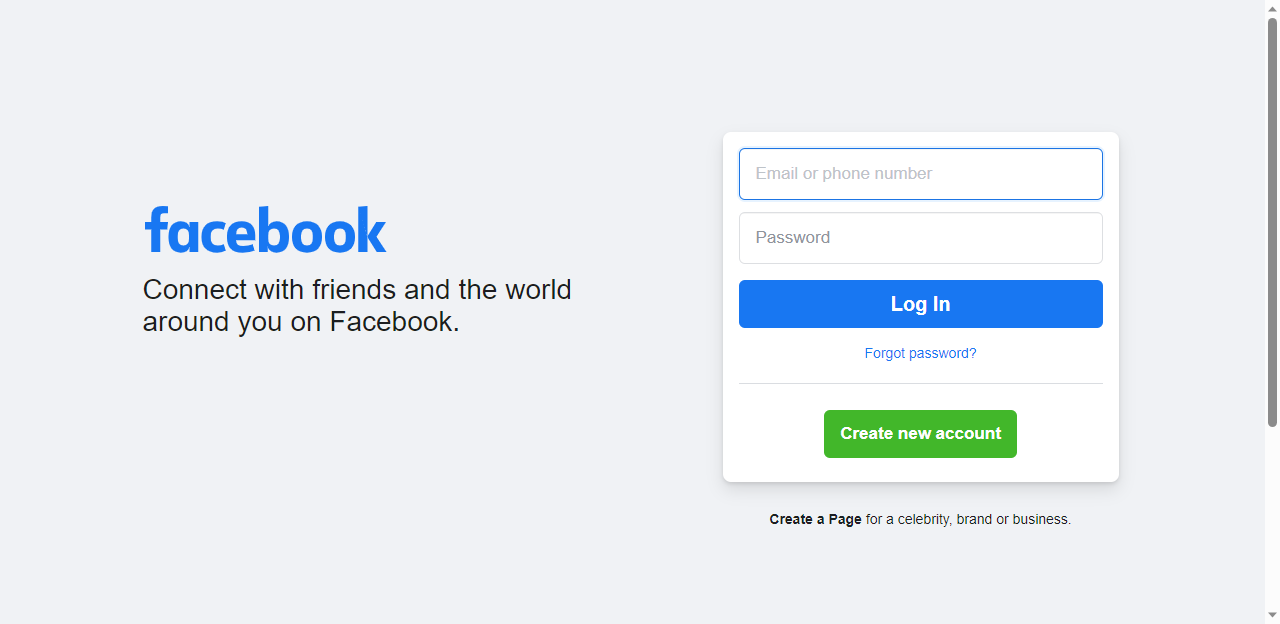 facebook
Connect with friends and the world
around you on Facebook.
Email or phone number
Password
Log In
Forgot password?
Create new account
Create a Page for a celebrity, brand or business.